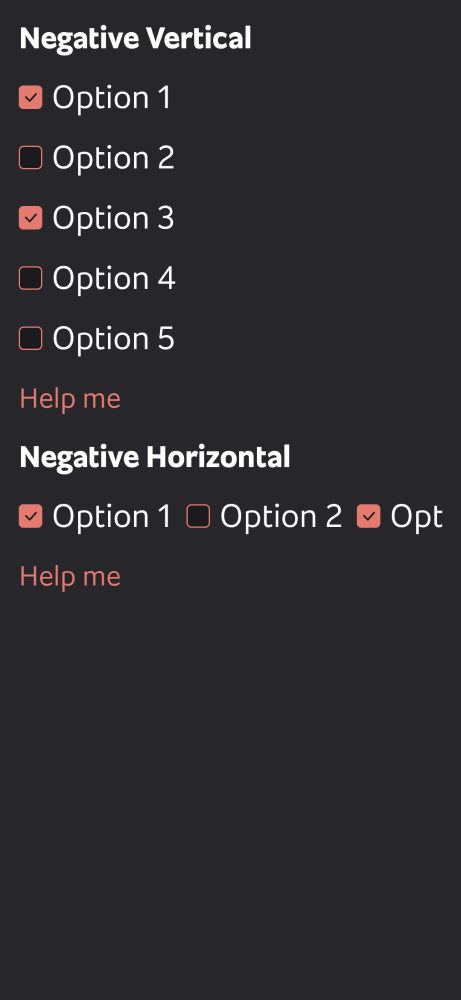 Negative Vertical
Option 1
Option 2
Option 3
Option 4
Option 5
Help me
Negative Horizontal
Option 1 Option 2 Opt
Help me